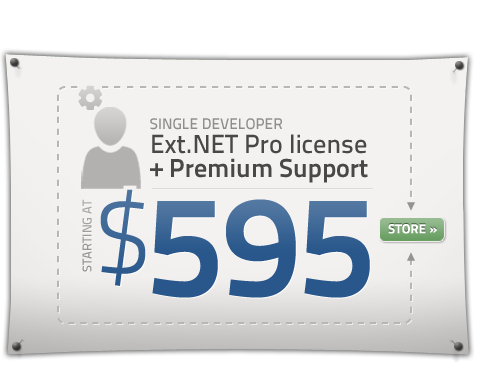 SINGLE DEVELOPER
Ext.NET Pro license
+ Premium Support
STARTING AT
$595
STORE »